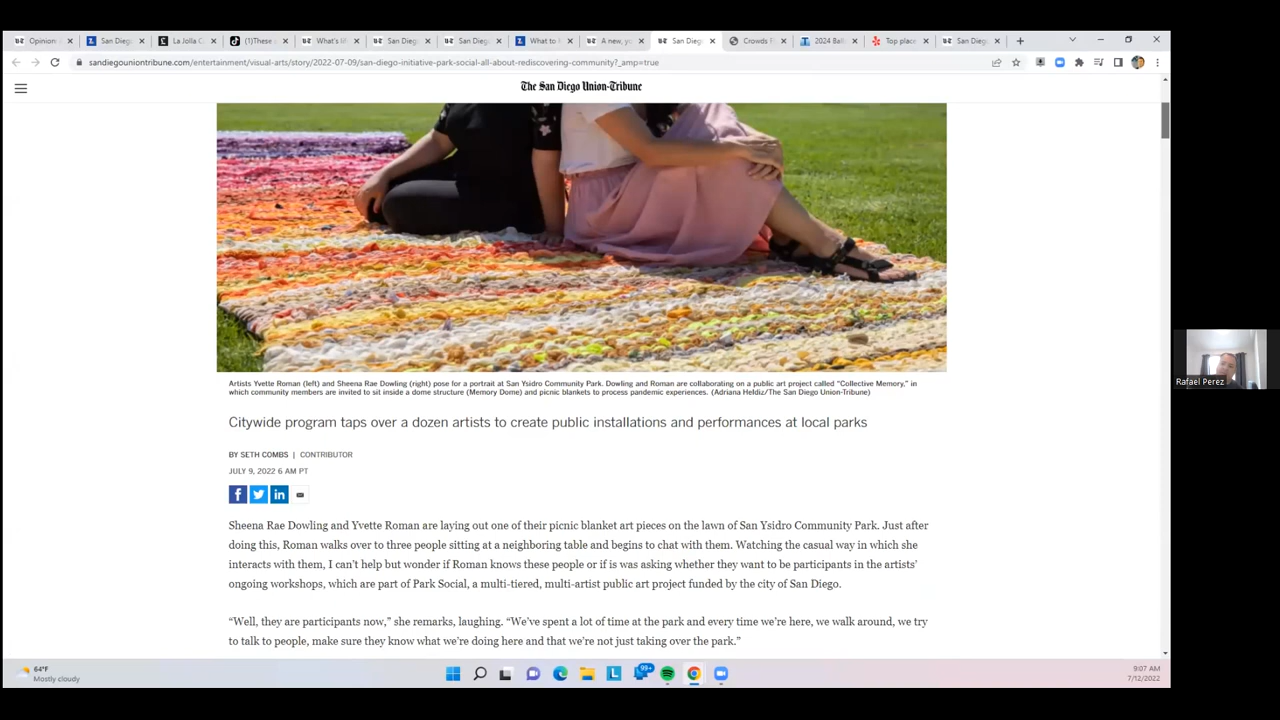 Opinion
San Dieg
La Jolla C
(1)These
What's
San Dieg
San Dieg
What to
A new, y
San Dieg
Crowds
2024 Ball
Top place
San Dieg
sandiegouniontribune.com/entertainment/visual-arts/story/2022-07-09/san-diego-initiative-park-social-all-about-rediscovering-community?_amp=true
The San Diego Union-Tribune
Artists Yvette Roman (left) and Sheena Rae Dowling (right) pose for a portrait at San Ysidro Community Park. Dowling and Roman are collaborating on a public art project called “Collective Memory,” in
which community members are invited to sit inside a dome structure (Memory Dome) and picnic blankets to process pandemic experiences. (Adriana Heldiz/The San Diego Union-Tribune)
Citywide program taps over a dozen artists to create public installations and performances at local parks
BY SETH COMBS | CONTRIBUTOR
JULY 9, 2022 6 AM PT
Sheena Rae Dowling and Yvette Roman are laying out one of their picnic blanket art pieces on the lawn of San Ysidro Community Park. Just after
doing this, Roman walks over to three people sitting at a neighboring table and begins to chat with them. Watching the casual way in which she
interacts with them, I can’t help but wonder if Roman knows these people or if is was asking whether they want to be participants in the artists’
ongoing workshops, which are part of Park Social, a multi-tiered, multi-artist public art project funded by the city of San Diego.
“Well, they are participants now,” she remarks, laughing. “We’ve spent a lot of time at the park and every time we’re here, we walk around, we try
to talk to people, make sure they know what we’re doing here and that we’re not just taking over the park.”
Rafael Perez
64°F
Mostly cloudy
99+
9:07 AM
7/12/2022